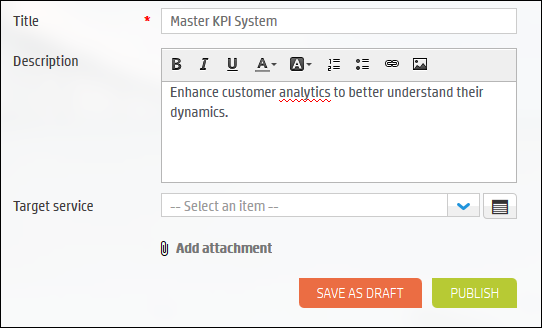 Title * Master KPI System
Description
B I U A A
Enhance customer analytics to better understand their
dynamics.
Target service -- Select an item --
Add attachment
SAVE AS DRAFT PUBLISH